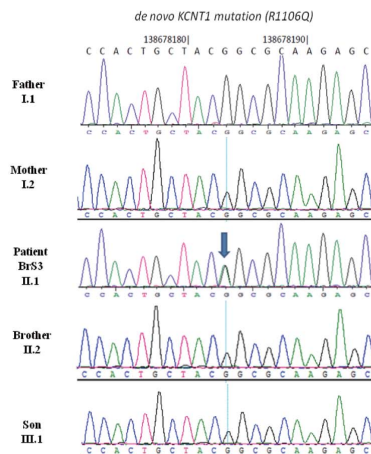 de novo KCNT1 mutation (R1106Q)
138678180| 138678190|
C C A C T G C T A C G G C G C A A G A G C
Father
I.1
C C A C T G C T A C G G C G C A A G A G C
Mother
I.2
C C A C T G C T A C G G C G C A A G A G C
Patient
BrS3
II.1
C C A C T G C T A C G G C G C A A G A G C
Brother
II.2
C C A C T G C T A C G G C G C A A G A G C
Son
III.1
C C A C T G C T A C G G C G C A A G A G C